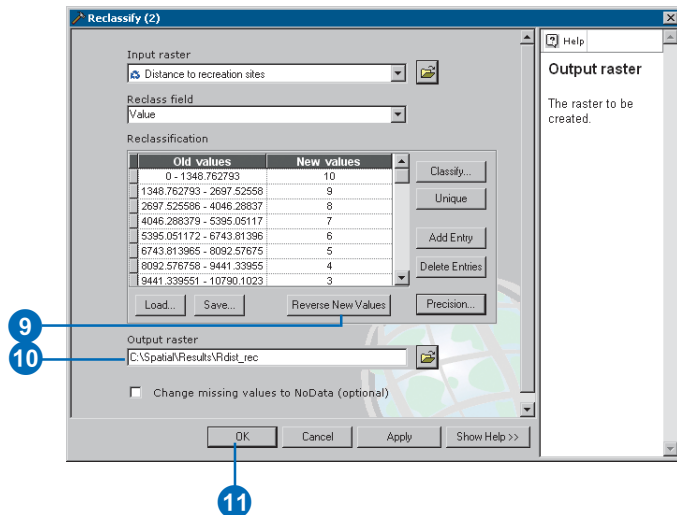 Reclassify (2)
Input raster
Distance to recreation sites
Reclass field
Value
Reclassification
Old values New values
0 - 1348.762793 10
1348.762793 - 2697.52558 9
2697.525586 - 4046.28837 8
4046.288379 - 5395.05117 7
5395.051172 - 6743.81396 6
6743.813965 - 8092.57675 5
8092.576758 - 9441.33955 4
9441.339551 - 10790.1023 3
Classify...
Unique
Add Entry
Delete Entries
Load... Save... Reverse New Values Precision...
9
Output raster
10
C:\Spatial\Results\Rdist_rec
Change missing values to NoData (optional)
OK Cancel Apply Show Help >>
11
Help
Output raster
The raster to be
created.